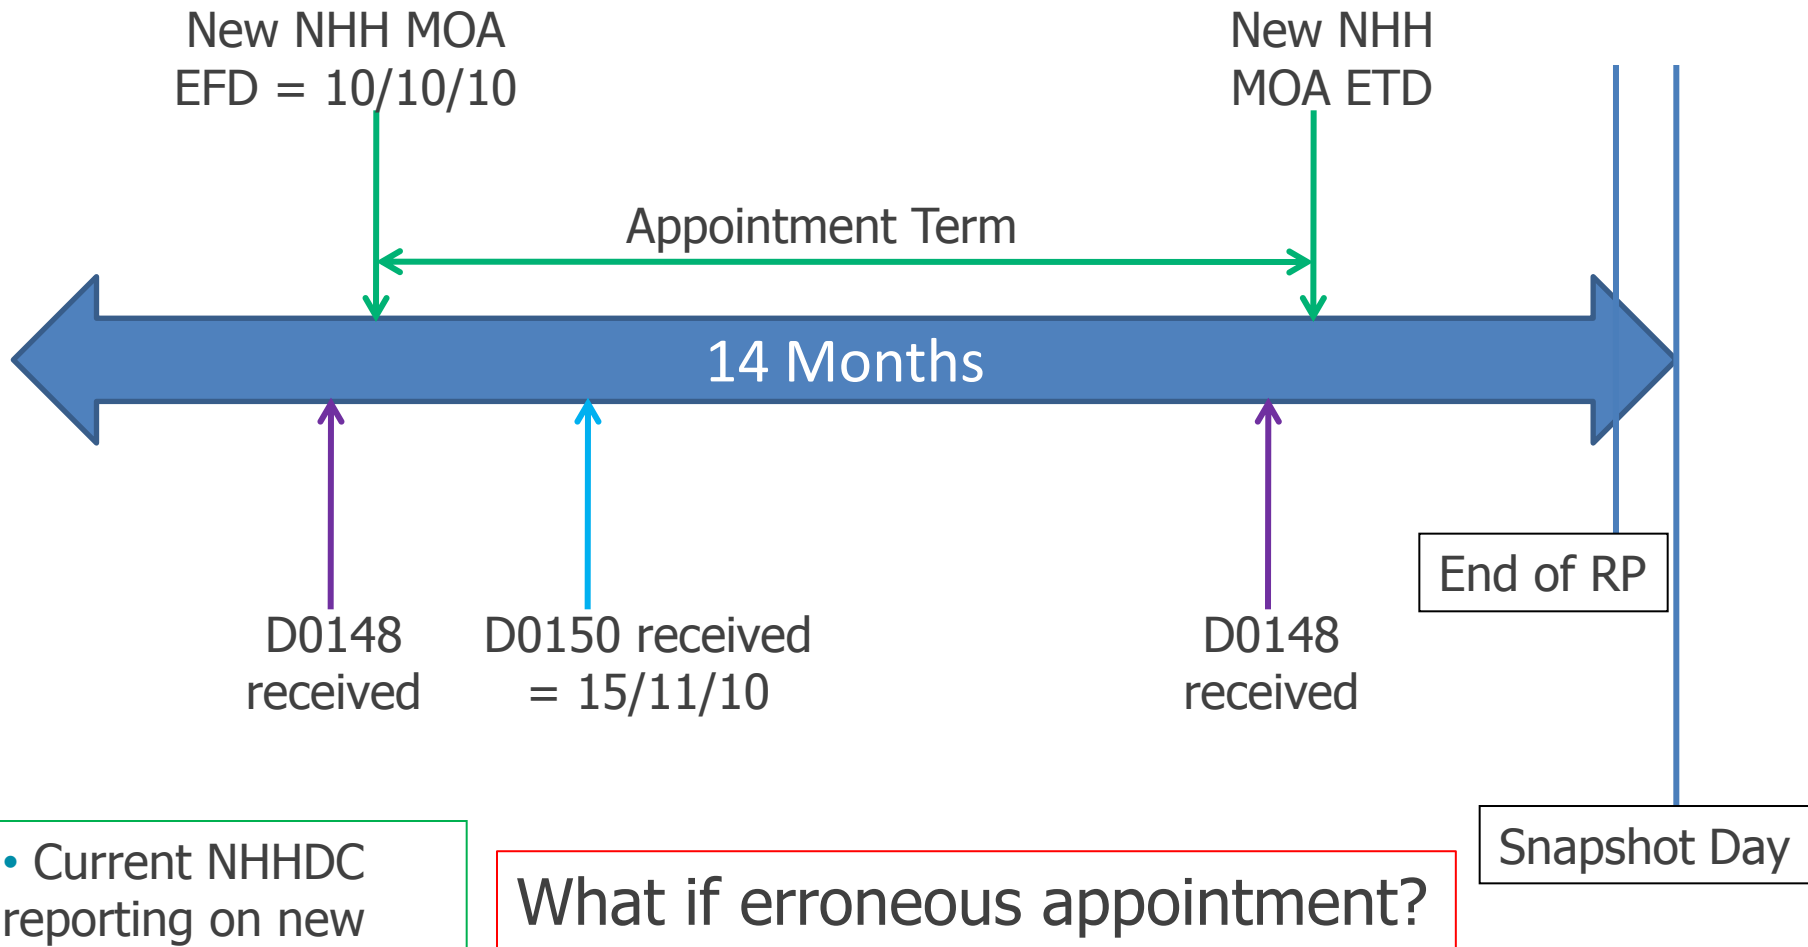 New NHH MOA
EFD = 10/10/10
New NHH
MOA ETD
Appointment Term
14 Months
End of RP
D0148
received
D0150 received
= 15/11/10
D0148
received
Snapshot Day
• Current NHHDC
reporting on new
What if erroneous appointment?